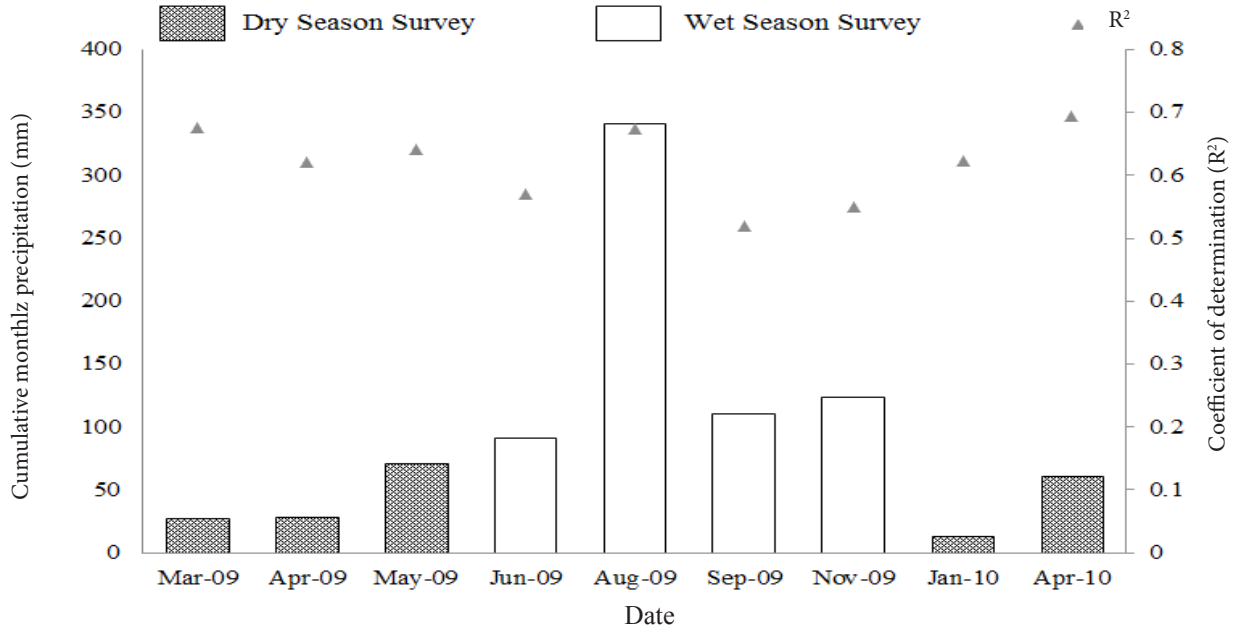 Dry Season Survey
Wet Season Survey
R²
400
350
300
250
200
150
100
50
0
Cumulative monthlz precipitation (mm)
0.8
0.7
0.6
0.5
0.4
0.3
0.2
0.1
0
Coefficient of determination (R²)
Mar-09 Apr-09 May-09 Jun-09 Aug-09 Sep-09 Nov-09 Jan-10 Apr-10
Date